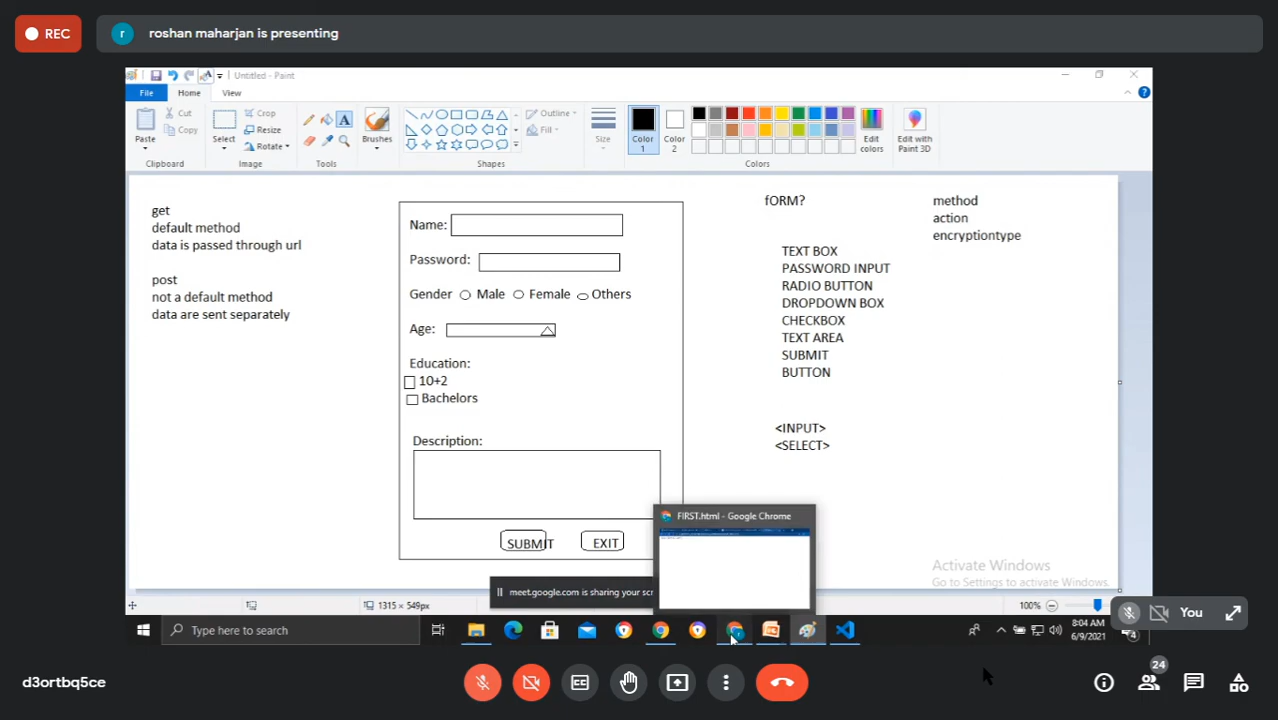 REC
r roshan maharjan is presenting
Untitled - Paint
File Home View
Paste
Cut
Copy
Clipboard
Select
Crop
Resize
Rotate
Image
Tools
Brushes
Shapes
Outline
Fill
Size
Color 1
Color 2
Edit colors
Edit with Paint 3D
Colors
get
default method
data is passed through url
post
not a default method
data are sent separately
Name:
Password:
Gender Male Female Others
Age:
Education:
10+2
Bachelors
Description:
SUBMIT EXIT
fORM?
TEXT BOX
PASSWORD INPUT
RADIO BUTTON
DROPDOWN BOX
CHECKBOX
TEXT AREA
SUBMIT
BUTTON
<INPUT>
<SELECT>
method
action
encryptiontype
FIRST.html - Google Chrome
meet.google.com is sharing your scr
Activate Windows
Go to Settings to activate Windows.
1315 × 549px
100%
You
Type here to search
8:04 AM
6/9/2021
4
d3ortbq5ce
24